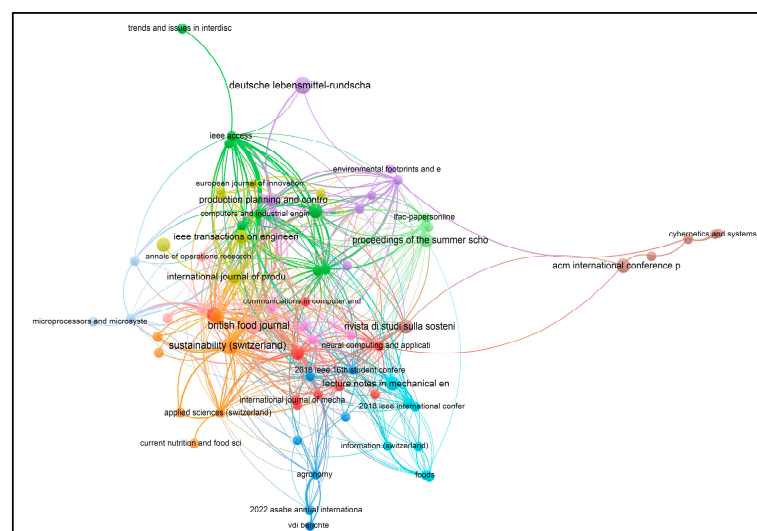 trends and issues in interdisc
deutsche lebensmittel-rundscha
ieee access
environmental footprints and e
european journal of innovation
production planning and contro
computers and industrial engin
ifac-papersonline
cybernetics and systems
ieee transactions on engineeri
proceedings of the summer scho
annals of operations research
acm international conference p
international journal of produ
communications in computer and
microprocessors and microsyste
british food journal
rivista di studi sulla sosteni
sustainability (switzerland)
neural computing and applicati
2018 ieee 16th student confere
lecture notes in mechanical en
international journal of mecha
2018 ieee international confer
applied sciences (switzerland)
current nutrition and food sci
information (switzerland)
agronomy
foods
2022 asabe annual internationa
vdi berichte